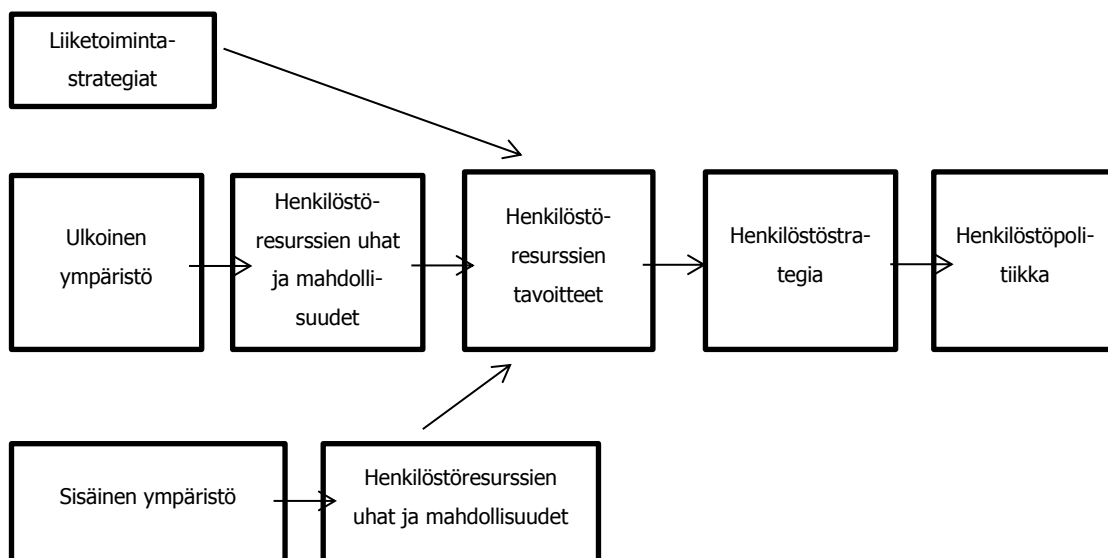 Liiketoiminta-
strategiat
Ulkoinen
ympäristö
Henkilöstö-
resurssien uhat
ja mahdolli-
suudet
Henkilöstö-
resurssien
tavoitteet
Henkilöstöstra-
tegia
Henkilöstöpoli-
tiikka
Sisäinen ympäristö
Henkilöstöresurssien
uhat ja mahdollisuudet